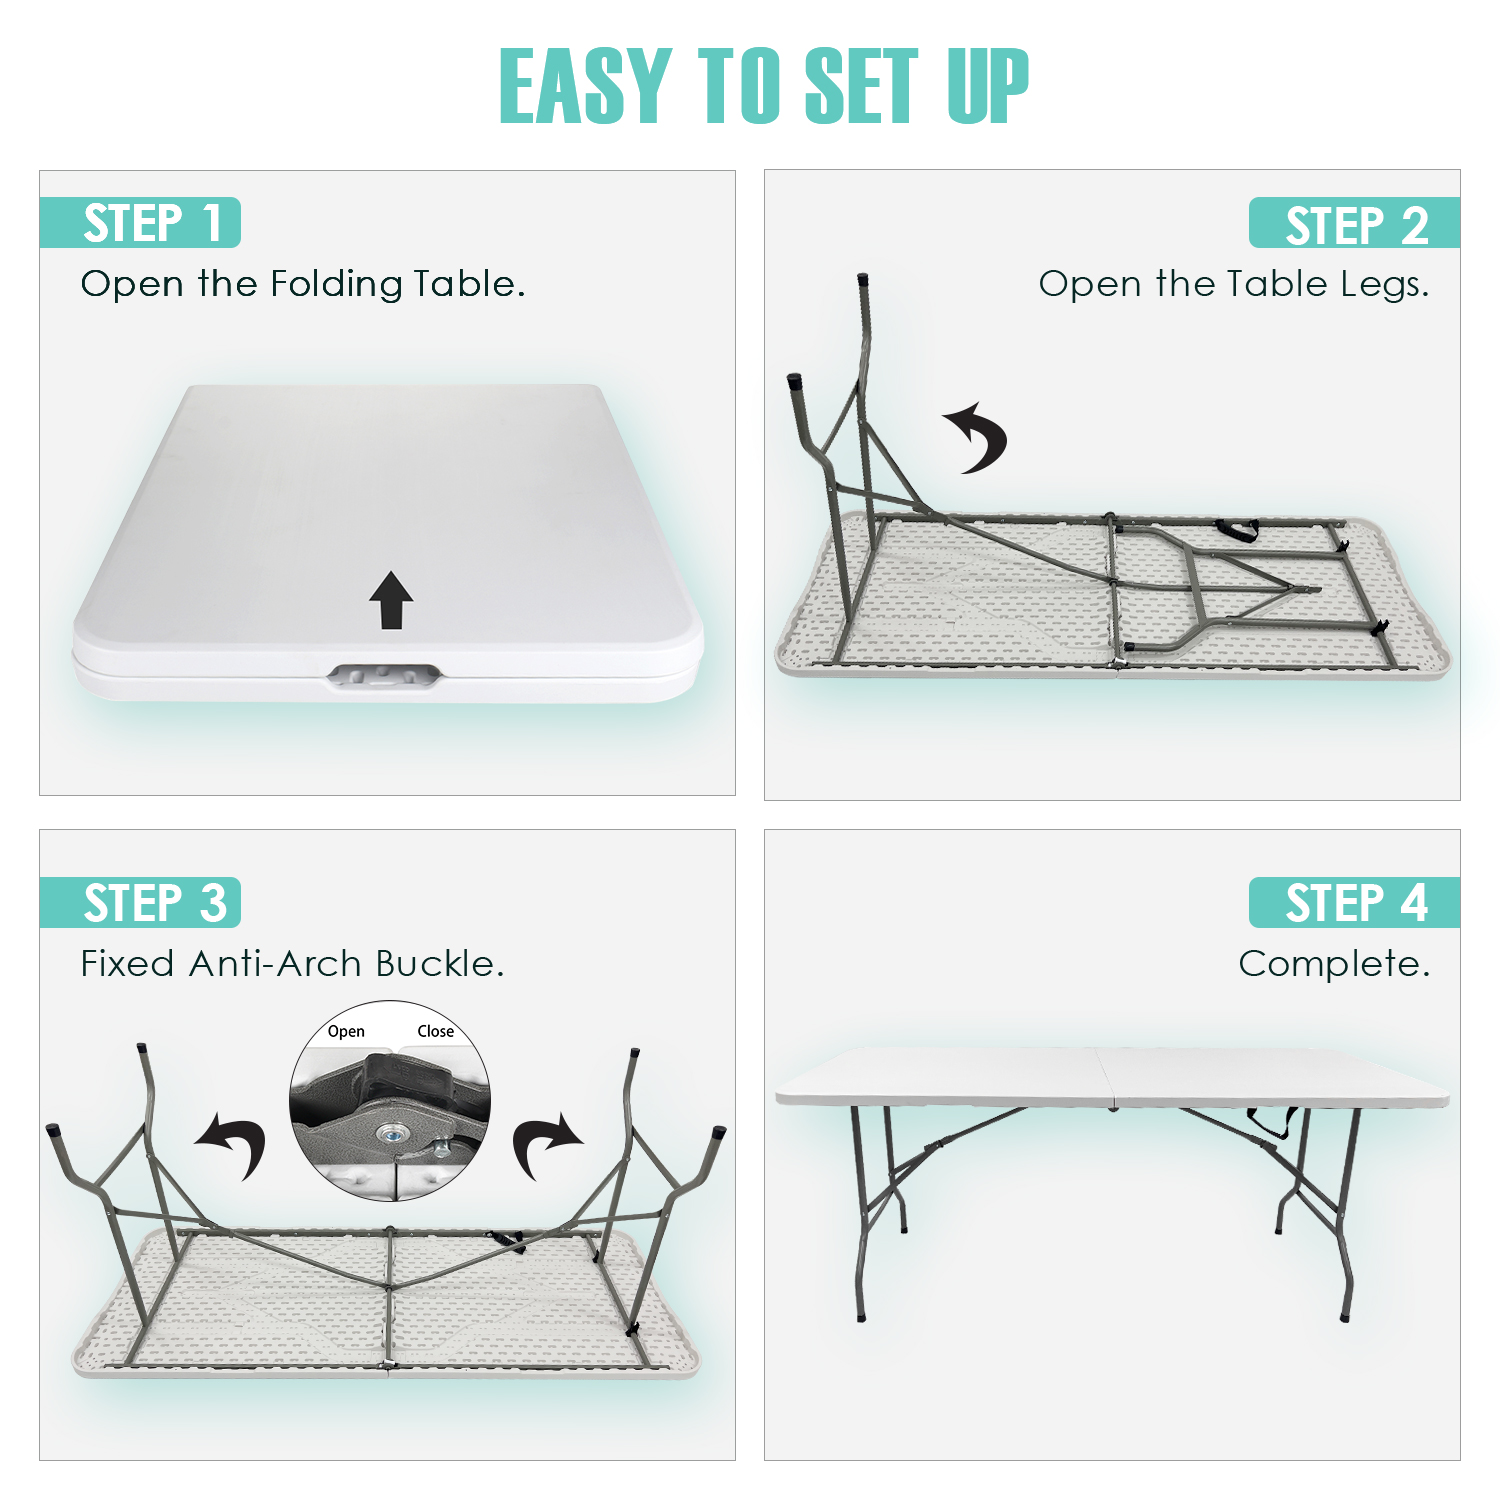 EASY TO SET UP
STEP 1
Open the Folding Table.
STEP 2
Open the Table Legs.
STEP 3
Fixed Anti-Arch Buckle.
Open Close
STEP 4
Complete.